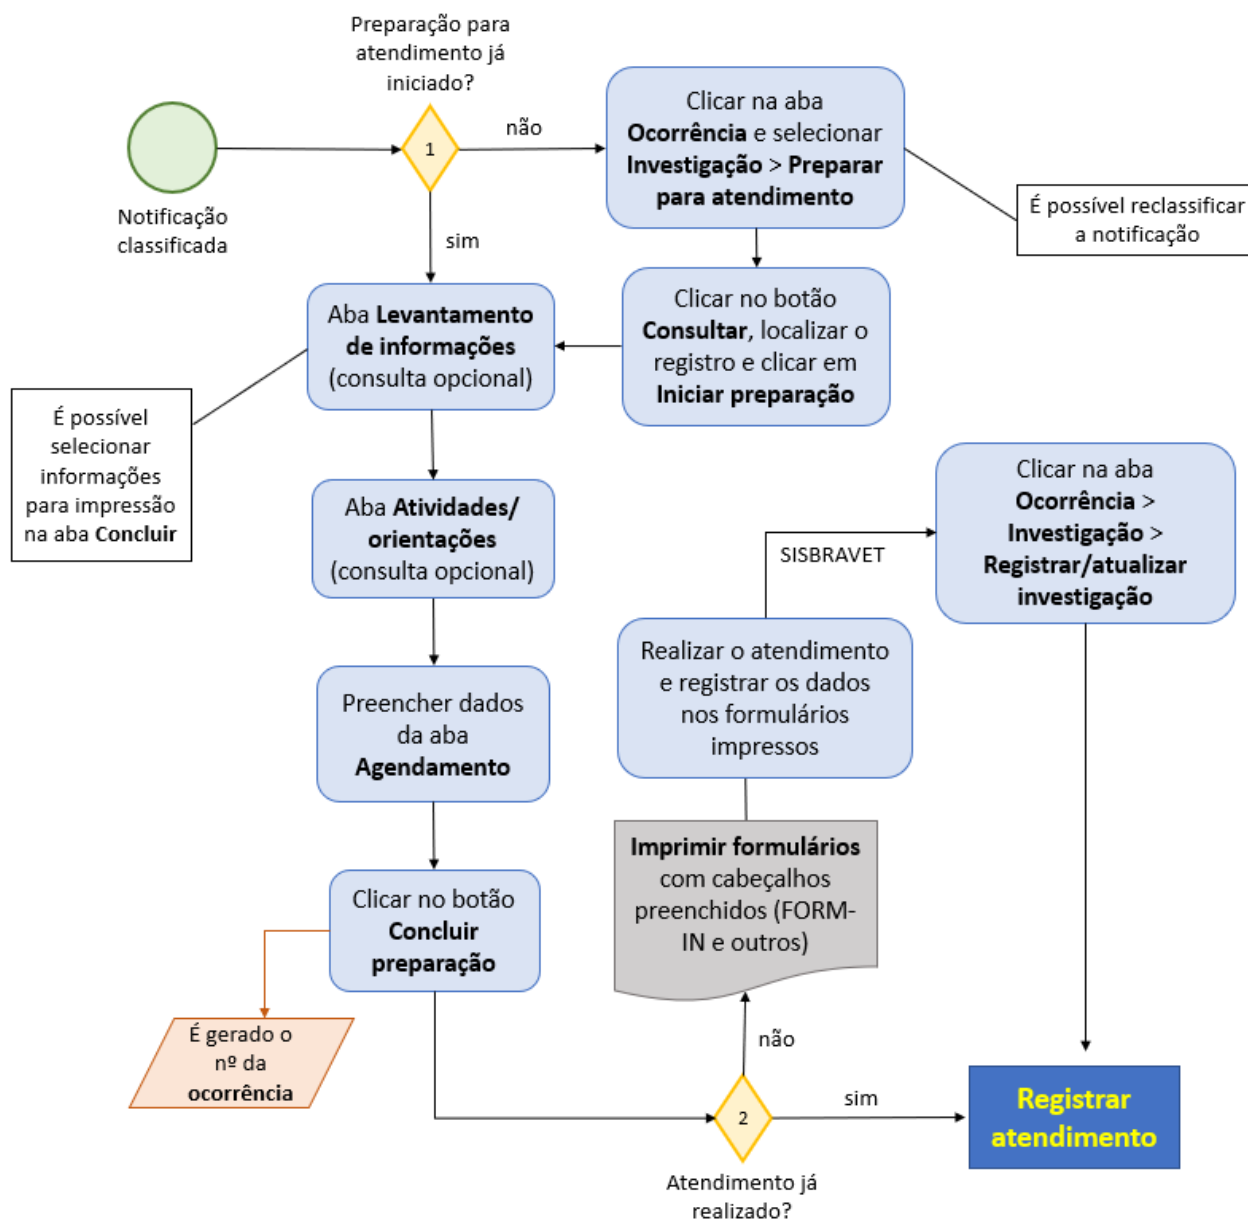 Preparação para
atendimento já
iniciado?
1
não
sim
Notificação
classificada
Clicar na aba
Ocorrência e selecionar
Investigação > Preparar
para atendimento
É possível reclassificar
a notificação
Clicar no botão
Consultar, localizar o
registro e clicar em
Iniciar preparação
Aba Levantamento
de informações
(consulta opcional)
É possível
selecionar
informações
para impressão
na aba Concluir
Aba Atividades/
orientações
(consulta opcional)
Preencher dados
da aba
Agendamento
Clicar no botão
Concluir
preparação
É gerado o
nº da
ocorrência
2
Atendimento já
realizado?
não
sim
Imprimir formulários
com cabeçalhos
preenchidos (FORM-
IN e outros)
Realizar o atendimento
e registrar os dados
nos formulários
impressos
SISBRAVET
Clicar na aba
Ocorrência >
Investigação >
Registrar/atualizar
investigação
Registrar
atendimento